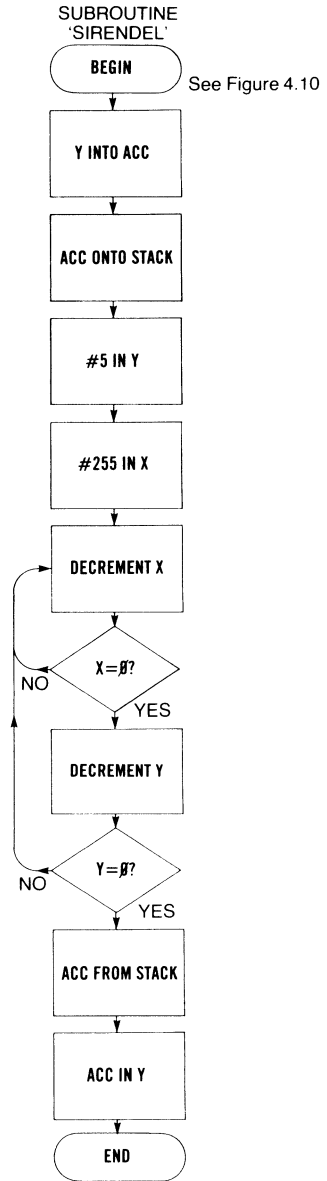 SUBROUTINE
'SIRENDEL'
BEGIN
See Figure 4.10
Y INTO ACC
ACC ONTO STACK
#5 IN Y
#255 IN X
DECREMENT X
X=Ø?
NO
YES
DECREMENT Y
Y=Ø?
NO
YES
ACC FROM STACK
ACC IN Y
END